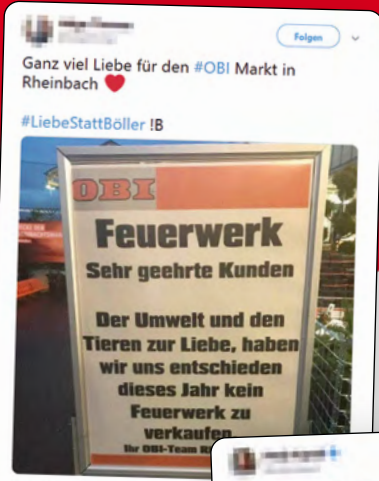 Folgen
Ganz viel Liebe für den #OBI Markt in
Rheinbach
#LiebeStattBöller !B
OBI
Feuerwerk
Sehr geehrte Kunden
Der Umwelt und den
Tieren zur Liebe, haben
wir uns entschieden
dieses Jahr kein
Feuerwerk zu
verkaufen
Ihr OBI-Team